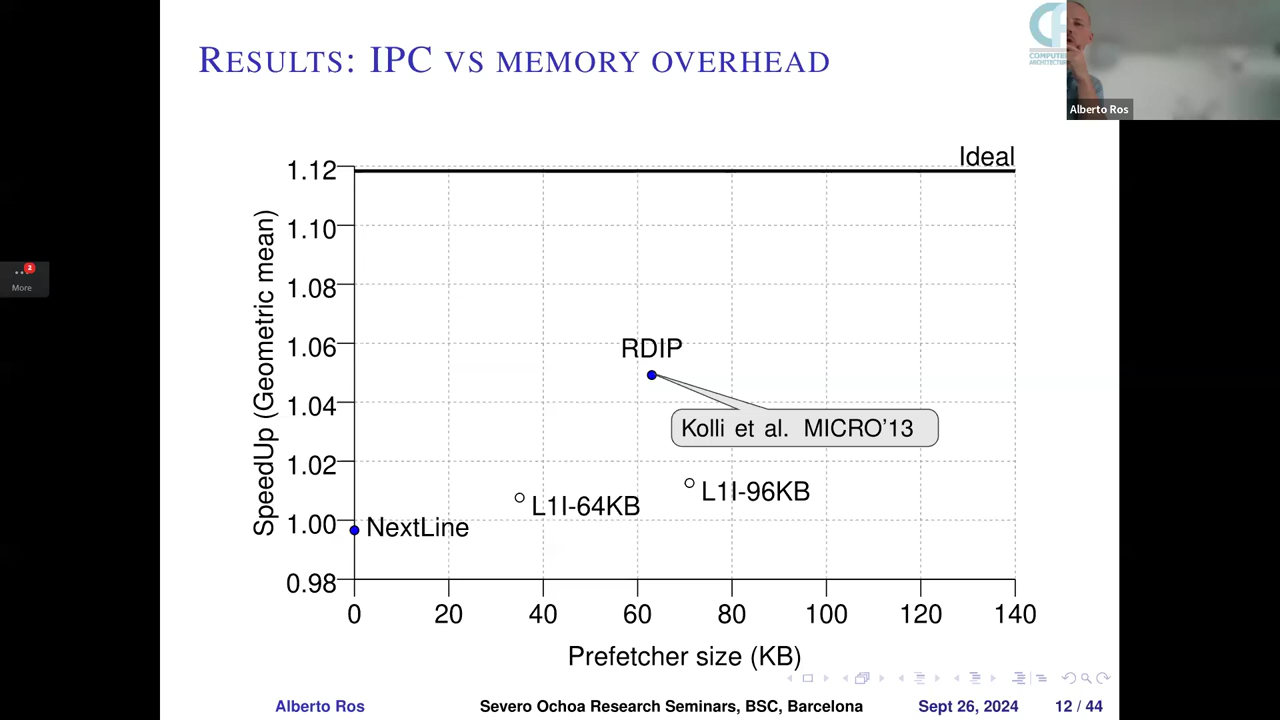 RESULTS: IPC VS MEMORY OVERHEAD
COMPUTER
ARCHITECTURE
Alberto Ros
More
2
Ideal
1.12
1.10
1.08
1.06
1.04
1.02
1.00
0.98
SpeedUp (Geometric mean)
RDIP
Kolli et al. MICRO'13
L1I-96KB
L1I-64KB
NextLine
0 20 40 60 80 100 120 140
Prefetcher size (KB)
Alberto Ros Severo Ochoa Research Seminars, BSC, Barcelona Sept 26, 2024 12 / 44